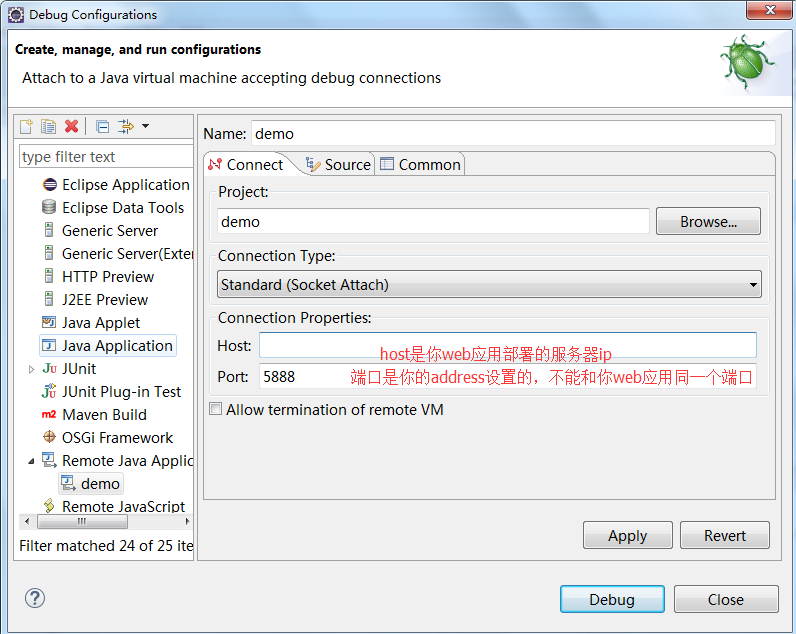 Debug Configurations
Create, manage, and run configurations
Attach to a Java virtual machine accepting debug connections
type filter text
Eclipse Application
Eclipse Data Tools
Generic Server
Generic Server(Exter
HTTP Preview
J2EE Preview
Java Applet
Java Application
JUnit
JUnit Plug-in Test
Maven Build
OSGi Framework
Remote Java Applic
demo
Remote JavaScript
Filter matched 24 of 25 ite
Name: demo
Connect Source Common
Project:
demo Browse...
Connection Type:
Standard (Socket Attach)
Connection Properties:
Host:
host是你web应用部署的服务器ip
Port: 5888 端口是你的address设置的，不能和你web应用同一个端口
Allow termination of remote VM
Apply Revert
Debug Close